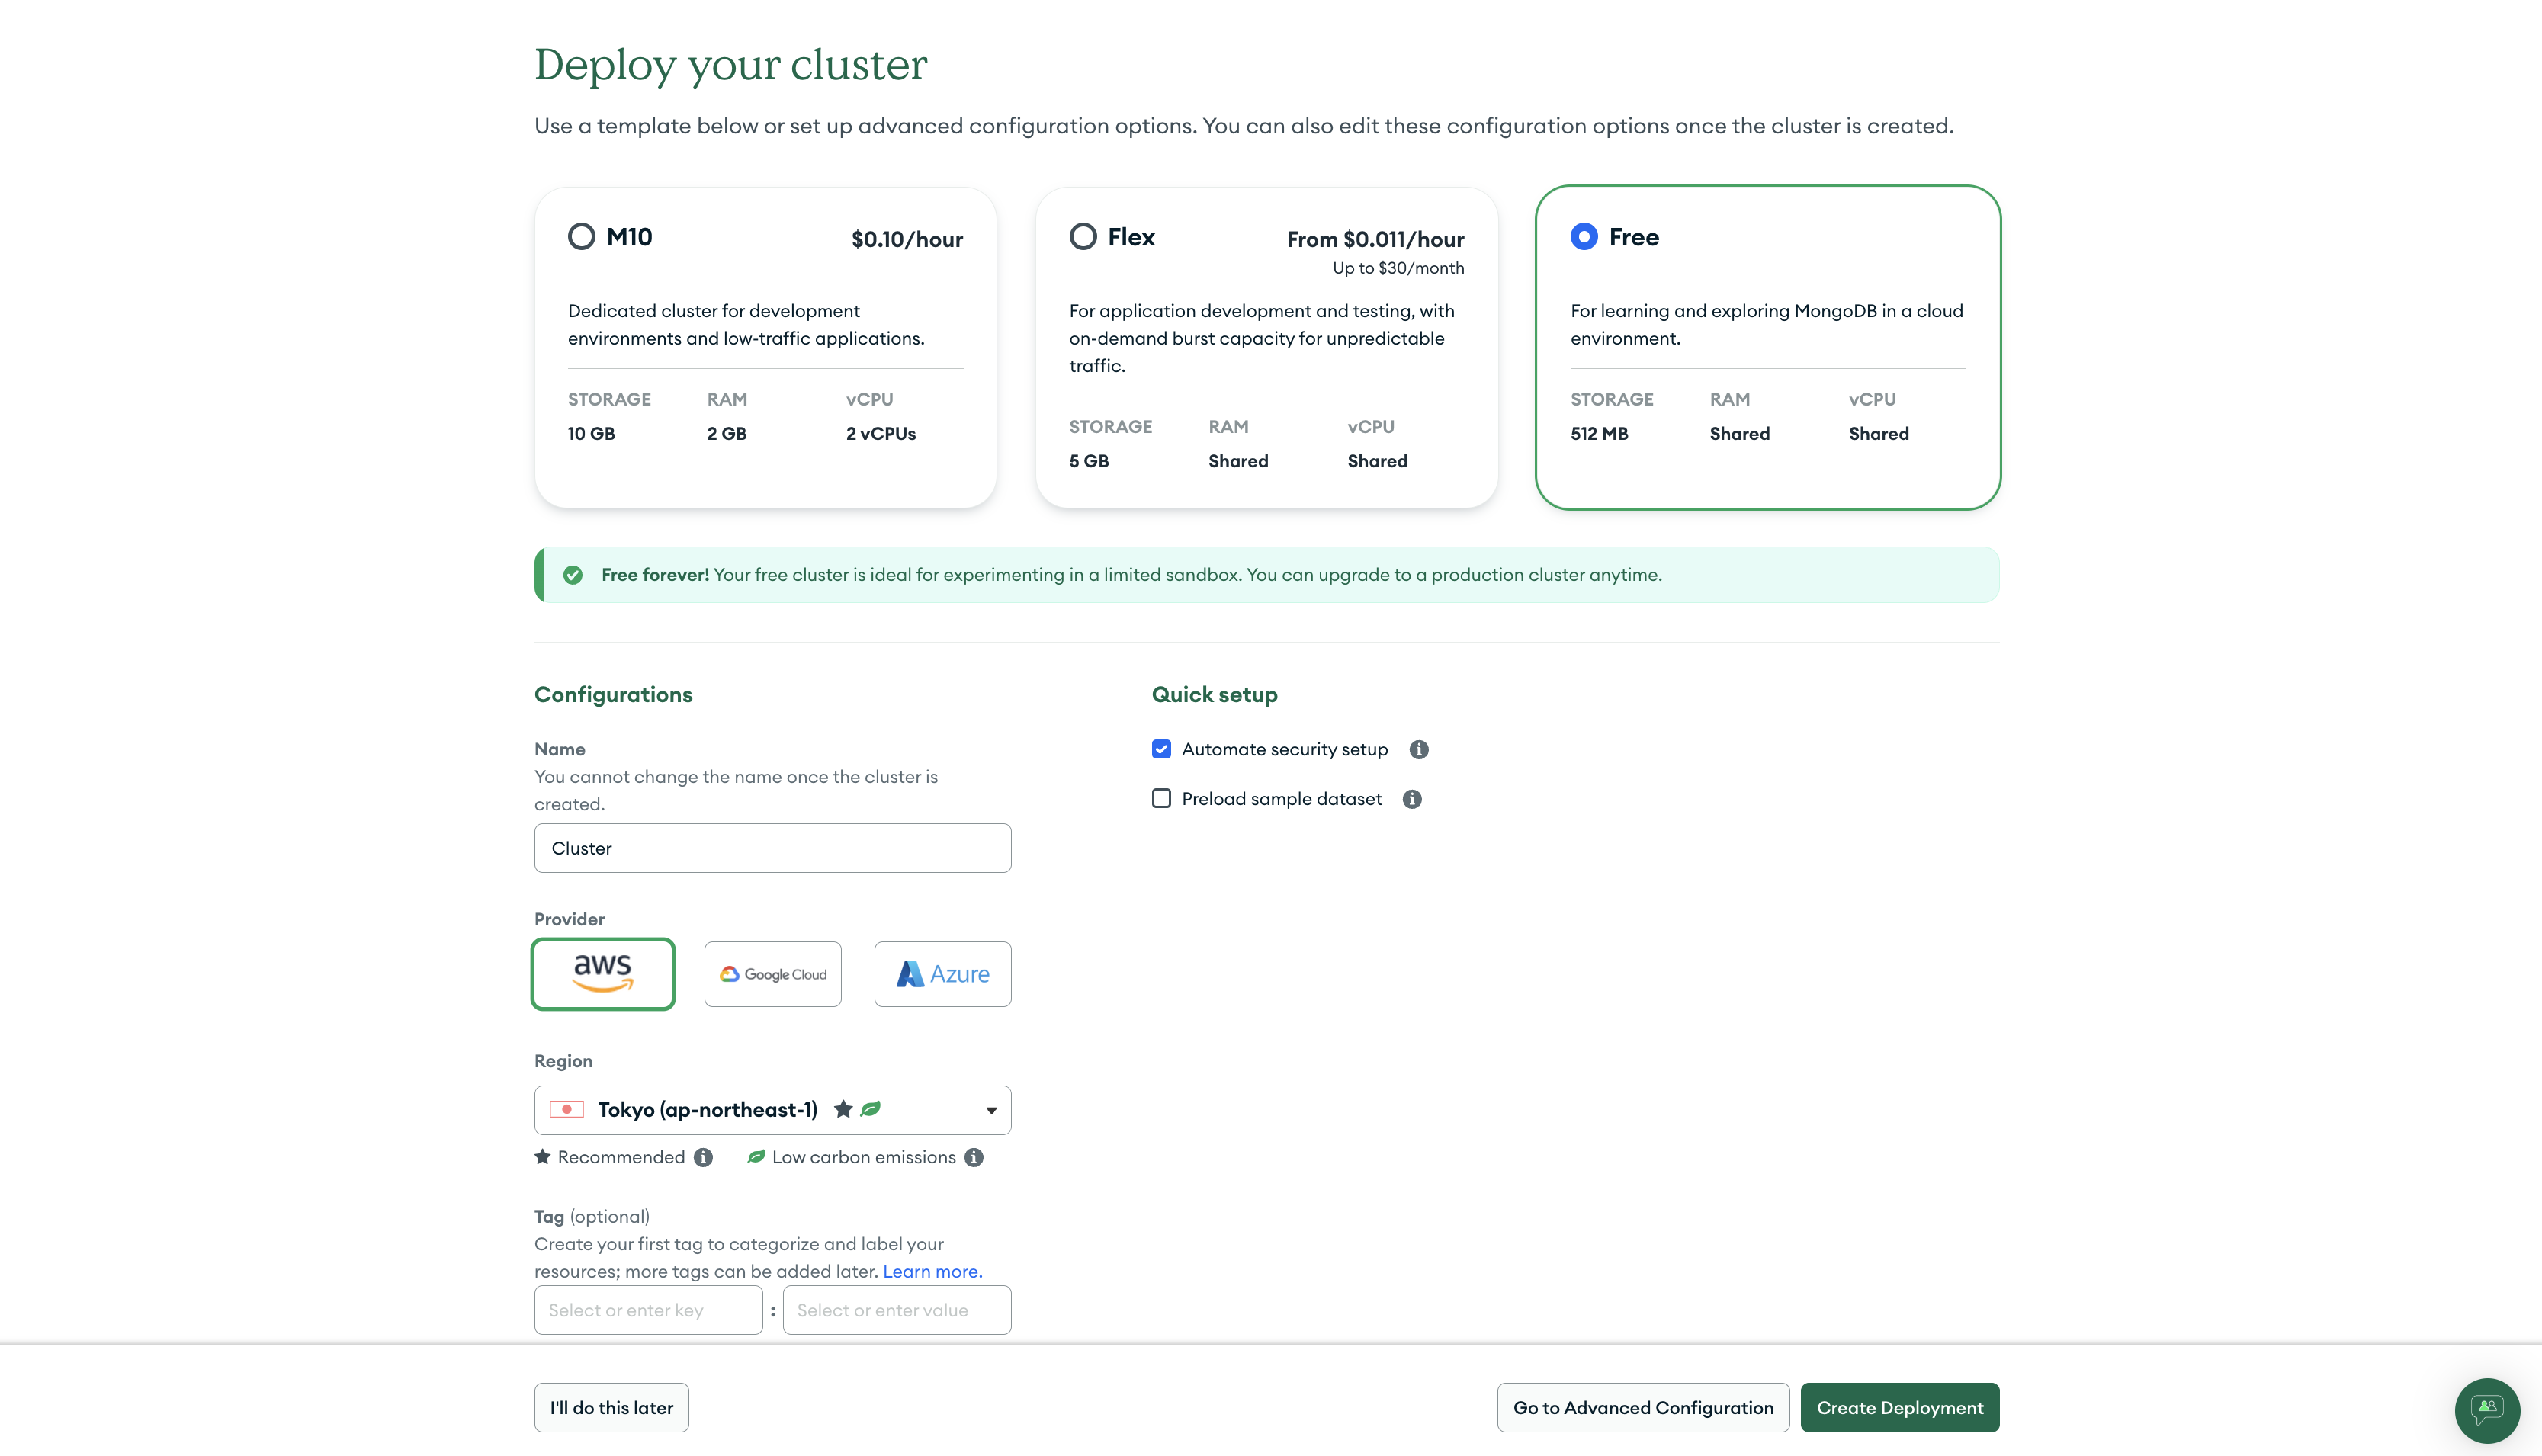 Deploy your cluster
Use a template below or set up advanced configuration options. You can also edit these configuration options once the cluster is created.
M10
$0.10/hour
Dedicated cluster for development
environments and low-traffic applications.
STORAGE RAM vCPU
10 GB 2 GB 2 vCPUs
Flex
From $0.011/hour
Up to $30/month
For application development and testing, with
on-demand burst capacity for unpredictable
traffic.
STORAGE RAM vCPU
5 GB Shared Shared
Free
For learning and exploring MongoDB in a cloud
environment.
STORAGE RAM vCPU
512 MB Shared Shared
Free forever! Your free cluster is ideal for experimenting in a limited sandbox. You can upgrade to a production cluster anytime.
Configurations
Name
You cannot change the name once the cluster is
created.
Cluster
Provider
aws Google Cloud Azure
Region
Tokyo (ap-northeast-1)
Recommended Low carbon emissions
Tag (optional)
Create your first tag to categorize and label your
resources; more tags can be added later. Learn more.
Select or enter key : Select or enter value
Quick setup
Automate security setup
Preload sample dataset
I'll do this later
Go to Advanced Configuration
Create Deployment